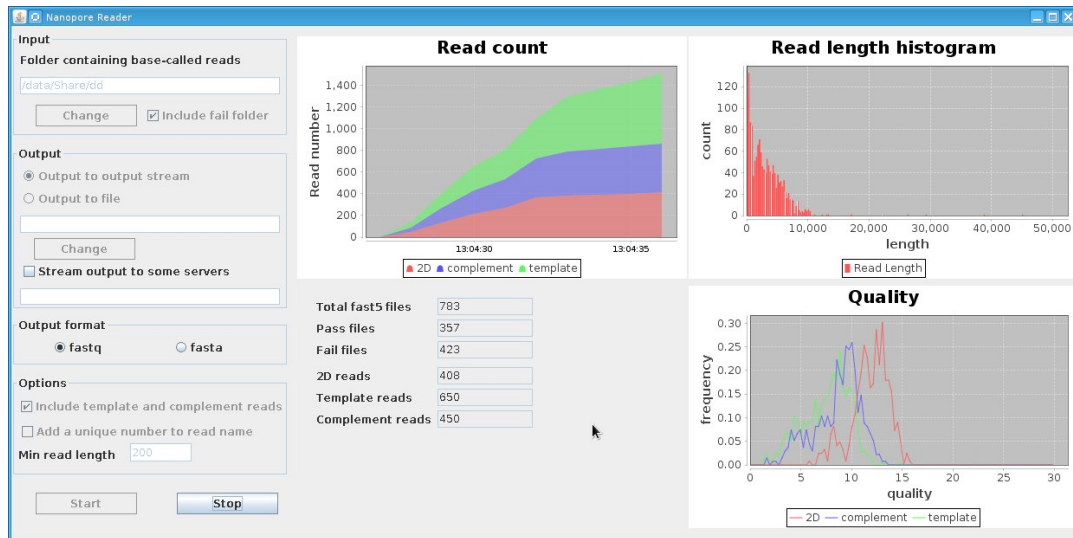 Nanopore Reader
Input
Folder containing base-called reads
/data/Share/dd
Change
Include fail folder
Output
Output to output stream
Output to file
Change
Stream output to some servers
Output format
fastq
fasta
Options
Include template and complement reads
Add a unique number to read name
Min read length 200
Start
Stop
Read count
Read number
1,400
1,200
1,000
800
600
400
200
0
13:04:30 13:04:35
2D complement template
Total fast5 files 783
Pass files 357
Fail files 423
2D reads 408
Template reads 650
Complement reads 450
Read length histogram
count
120
100
80
60
40
20
0
0 10,000 20,000 30,000 40,000 50,000
length
Read Length
Quality
frequency
0.30
0.25
0.20
0.15
0.10
0.05
0.00
0 5 10 15 20 25 30
quality
2D complement template